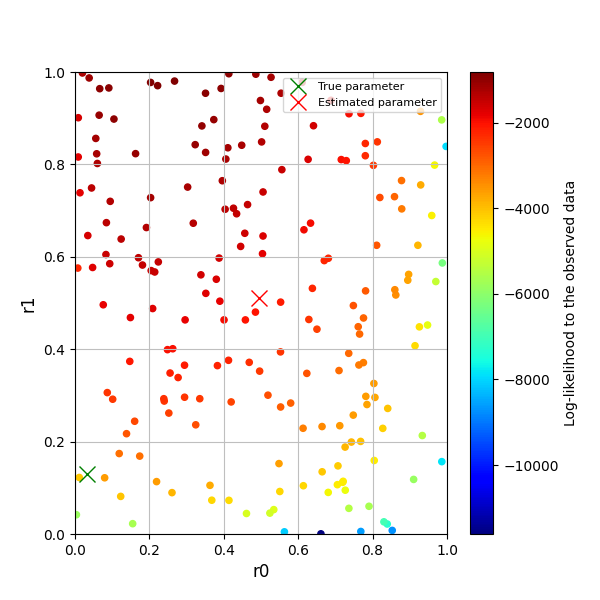 True parameter
Estimated parameter
1.0
0.8
0.6
0.4
0.2
0.0
r1
0.0 0.2 0.4 0.6 0.8 1.0
r0
−2000
−4000
−6000
−8000
−10000
Log-likelihood to the observed data